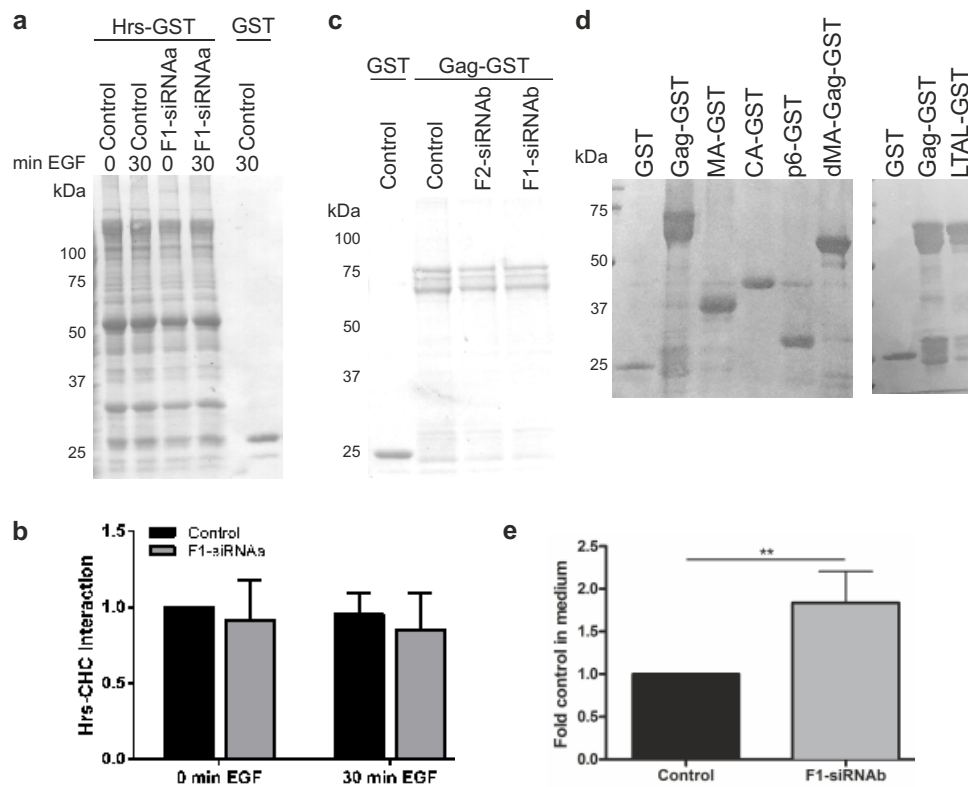 a
Hrs-GST
GST
Control
Control
F1-siRNAa
F1-siRNAa
Control
min EGF 0 30 0 30 30
kDa
100
75
50
37
25
c
GST
Gag-GST
Control
Control
F2-siRNAb
F1-siRNAb
kDa
100
75
50
37
25
d
kDa
GST
Gag-GST
MA-GST
CA-GST
p6-GST
dMA-Gag-GST
GST
Gag-GST
LTAL-GST
75
50
37
25
b
Hrs-CHC Interaction
1.5
1.0
0.5
0.0
Control
F1-siRNAa
0 min EGF
30 min EGF
e
Fold control in medium
2.5
2.0
1.5
1.0
0.5
0.0
**
Control
F1-siRNAb